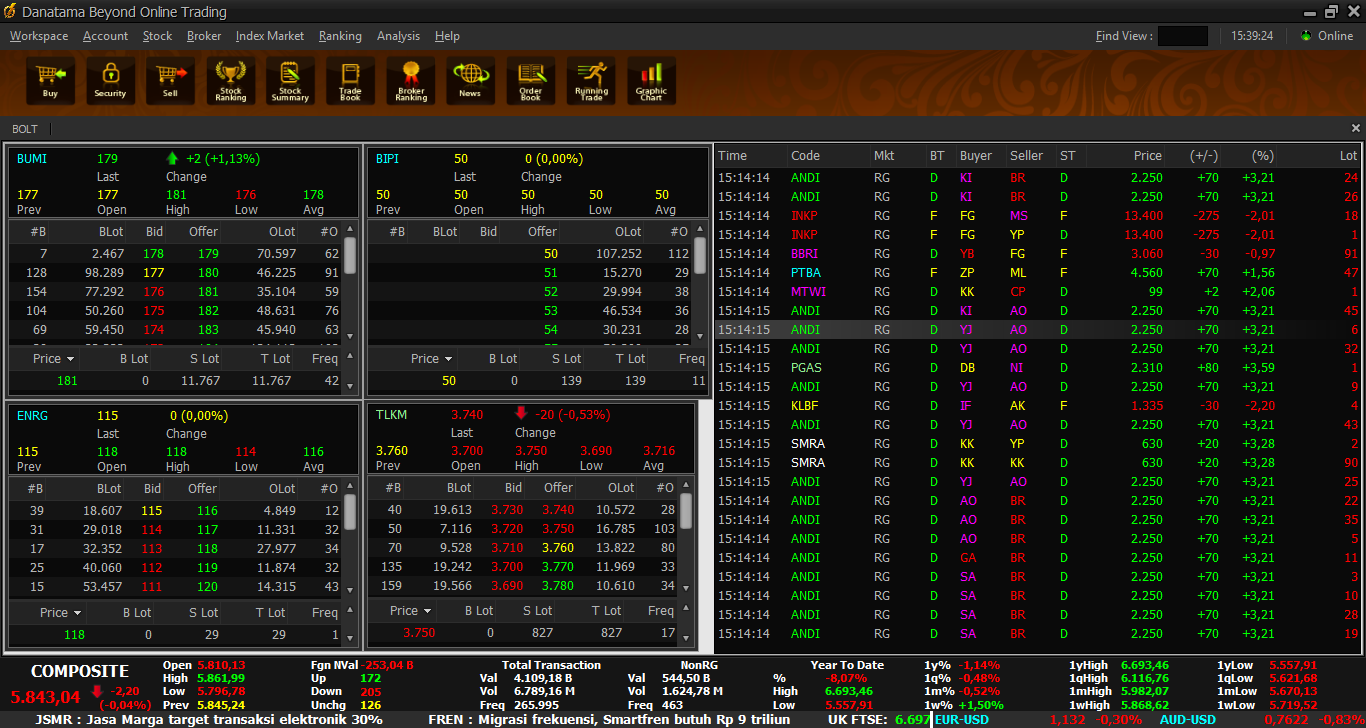 Danatama Beyond Online Trading
Workspace Account Stock Broker Index Market Ranking Analysis Help Find View : 15:39:24 Online
Buy Security Sell Stock Ranking Stock Summary Trade Book Broker Ranking News Order Book Running Trade Graphic Chart
BOLT
BUMI 179 +2 (+1,13%)
Last Change
177 177 181 176 178
Prev Open High Low Avg
#B BLot Bid Offer OLot #O
7 2.467 178 179 70.597 62
128 98.289 177 180 46.225 91
154 77.292 176 181 35.104 59
104 50.260 175 182 48.631 76
69 59.450 174 183 45.940 63
Price B Lot S Lot T Lot Freq
181 0 11.767 11.767 42
BIPI 50 0 (0,00%)
Last Change
50 50 50 50 50
Prev Open High Low Avg
#B BLot Bid Offer OLot #O
50 107.252 112
51 15.270 29
52 29.994 38
53 46.534 36
54 30.231 28
Price B Lot S Lot T Lot Freq
50 0 139 139 11
ENRG 115 0 (0,00%)
Last Change
115 118 118 114 116
Prev Open High Low Avg
#B BLot Bid Offer OLot #O
39 18.607 115 116 4.849 12
31 29.018 114 117 11.331 32
17 32.353 113 118 27.977 34
25 40.060 112 119 11.874 32
15 53.457 111 120 14.315 43
Price B Lot S Lot T Lot Freq
118 0 29 29 1
TLKM 3.740 -20 (-0,53%)
Last Change
3.760 3.700 3.750 3.690 3.716
Prev Open High Low Avg
#B BLot Bid Offer OLot #O
40 19.613 3.730 3.740 10.572 28
50 7.116 3.720 3.750 16.785 103
70 9.528 3.710 3.760 13.822 80
135 19.242 3.700 3.770 11.969 33
159 19.566 3.690 3.780 10.610 34
Price B Lot S Lot T Lot Freq
3.750 0 827 827 17
Time Code Mkt BT Buyer Seller ST Price (+/-) (%) Lot
15:14:14 ANDI RG D KI BR D 2.250 +70 +3,21 24
15:14:14 ANDI RG D KI BR D 2.250 +70 +3,21 26
15:14:14 INKP RG F FG MS F 13.400 -275 -2,01 18
15:14:14 INKP RG F FG YP F 13.400 -275 -2,01 1
15:14:14 BBRI RG D YB FG F 3.060 -30 -0,97 91
15:14:14 PTBA RG F ZP ML F 4.560 +70 +1,56 47
15:14:14 MTWI RG D KK CP D 99 +2 +2,06 1
15:14:15 ANDI RG D KI AO D 2.250 +70 +3,21 45
15:14:15 ANDI RG D YJ AO D 2.250 +70 +3,21 6
15:14:15 ANDI RG D YJ AO D 2.250 +70 +3,21 32
15:14:15 PGAS RG D DB NI D 2.310 +80 +3,59 1
15:14:15 ANDI RG D YJ AO D 2.250 +70 +3,21 9
15:14:15 KLBF RG D IF AK F 1.335 -30 -2,20 4
15:14:15 ANDI RG D YJ AO D 2.250 +70 +3,21 43
15:14:15 SMRA RG D KK YP D 630 +20 +3,28 2
15:14:15 SMRA RG D KK KK D 630 +20 +3,28 90
15:14:15 ANDI RG D YJ AO D 2.250 +70 +3,21 25
15:14:14 ANDI RG D AO BR D 2.250 +70 +3,21 22
15:14:14 ANDI RG D AO BR D 2.250 +70 +3,21 35
15:14:14 ANDI RG D AO BR D 2.250 +70 +3,21 5
15:14:14 ANDI RG D GA BR D 2.250 +70 +3,21 11
15:14:14 ANDI RG D SA BR D 2.250 +70 +3,21 3
15:14:14 ANDI RG D SA BR D 2.250 +70 +3,21 10
15:14:14 ANDI RG D SA BR D 2.250 +70 +3,21 28
15:14:14 ANDI RG D SA BR D 2.250 +70 +3,21 19
COMPOSITE
5.843,04 -2,20 (-0,04%)
Open 5.810,13 Fgn NVal -253,04 B Total Transaction NonRG Year To Date 1y% -1,14% 1yHigh 6.693,46 1yLow 5.557,91
High 5.861,99 Up 172 Val 4.109,18 B Val 544,50 B % -8,07% 1q% -0,48% 1qHigh 6.116,76 1qLow 5.621,68
Low 5.796,78 Down 205 Vol 6.789,16 M Vol 1.624,78 M High 6.693,46 1m% -0,52% 1mHigh 5.982,07 1mLow 5.670,13
Prev 5.845,24 Unchg 126 Freq 265.995 Freq 463 Low 5.557,91 1w% +1,50% 1wHigh 5.868,62 1wLow 5.719,52
JSMR : Jasa Marga target transaksi elektronik 30% FREN : Migrasi frekuensi, Smartfren butuh Rp 9 triliun UK FTSE: 6.697 EUR-USD 1,132 -0,30% AUD-USD 0,7622 -0,83%